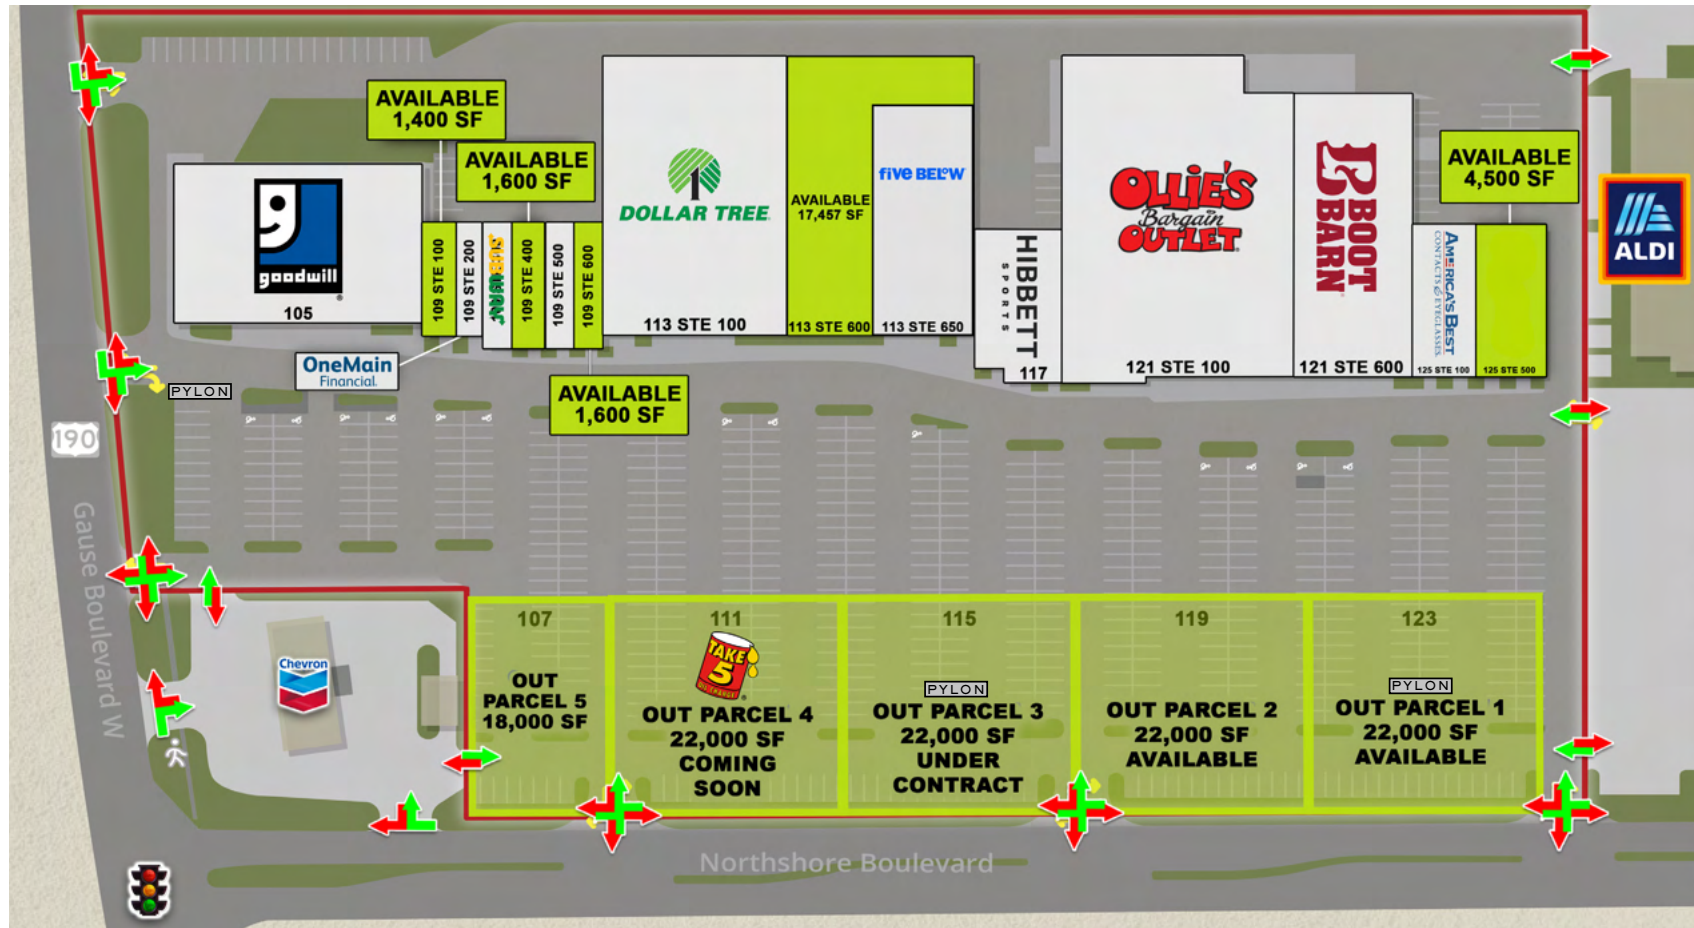 AVAILABLE
1,400 SF
AVAILABLE
1,600 SF
goodwill
105
109 STE 100
109 STE 200
SUBWAY
109 STE 400
109 STE 500
109 STE 600
OneMain
Financial
AVAILABLE
1,600 SF
DOLLAR TREE
113 STE 100
AVAILABLE
17,457 SF
113 STE 600
five BELOW
113 STE 650
HIBBETT
SPORTS
117
OLLIE'S
Bargain
OUTLET
121 STE 100
BOOT
BARN
121 STE 600
AMERICA'S BEST
CONTACTS & EYEGLASSES
125 STE 100
AVAILABLE
4,500 SF
125 STE 500
ALDI
PYLON
190
Gause Boulevard W
Chevron
107
OUT
PARCEL 5
18,000 SF
111
TAKE
5
OIL CHANGE
OUT PARCEL 4
22,000 SF
COMING
SOON
115
PYLON
OUT PARCEL 3
22,000 SF
UNDER
CONTRACT
119
OUT PARCEL 2
22,000 SF
AVAILABLE
123
PYLON
OUT PARCEL 1
22,000 SF
AVAILABLE
Northshore Boulevard